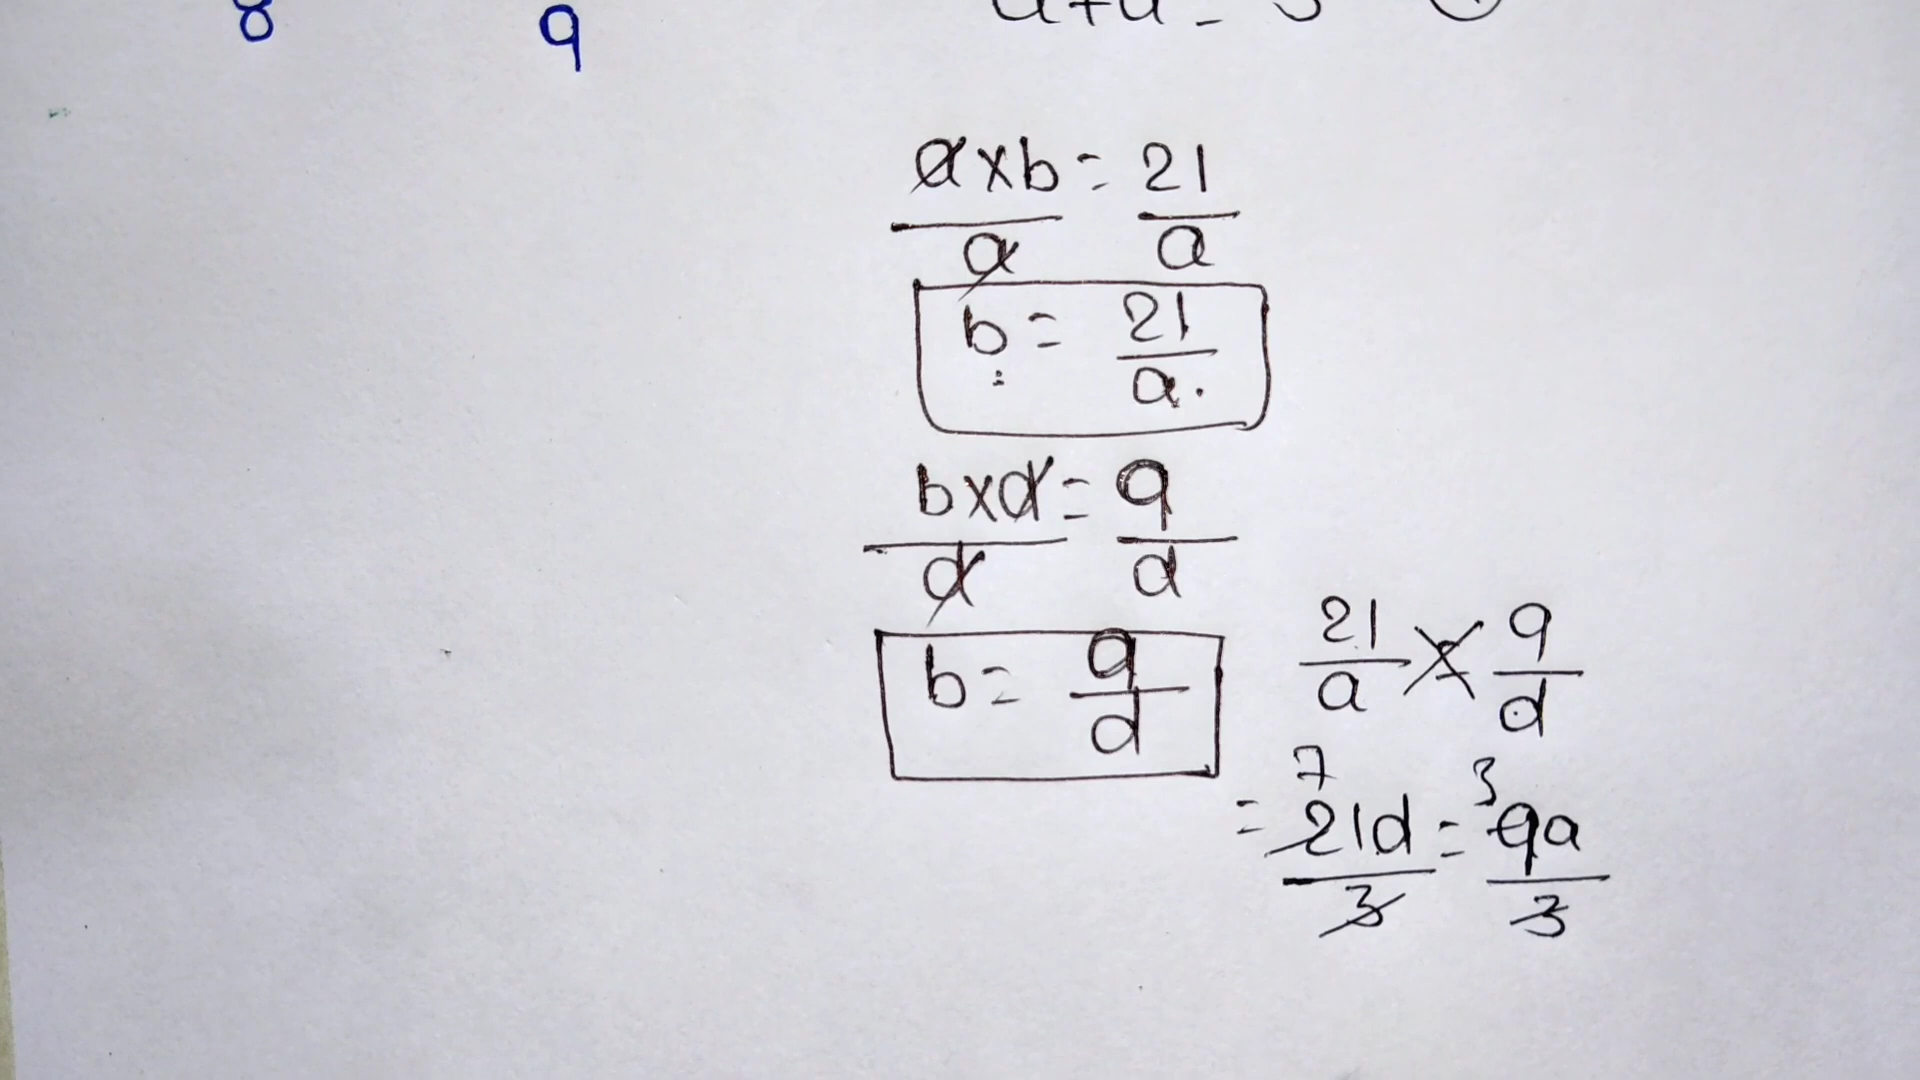 8 9
a×b = 21
a a
b = 21
a
b×d = 9
d d
b = 9
d
21 × 9
a d
7 3
= 21d = 9a
3 3